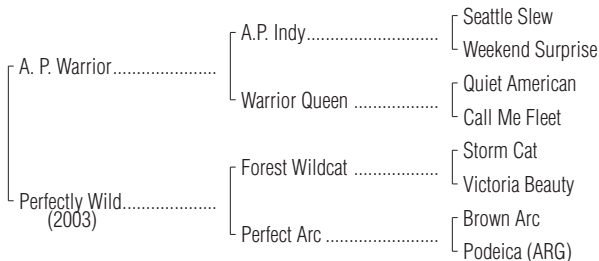 Seattle Slew
A.P. Indy
Weekend Surprise
A. P. Warrior
Quiet American
Warrior Queen
Call Me Fleet
Storm Cat
Forest Wildcat
Victoria Beauty
Perfectly Wild
(2003)
Brown Arc
Perfect Arc
Podeica (ARG)